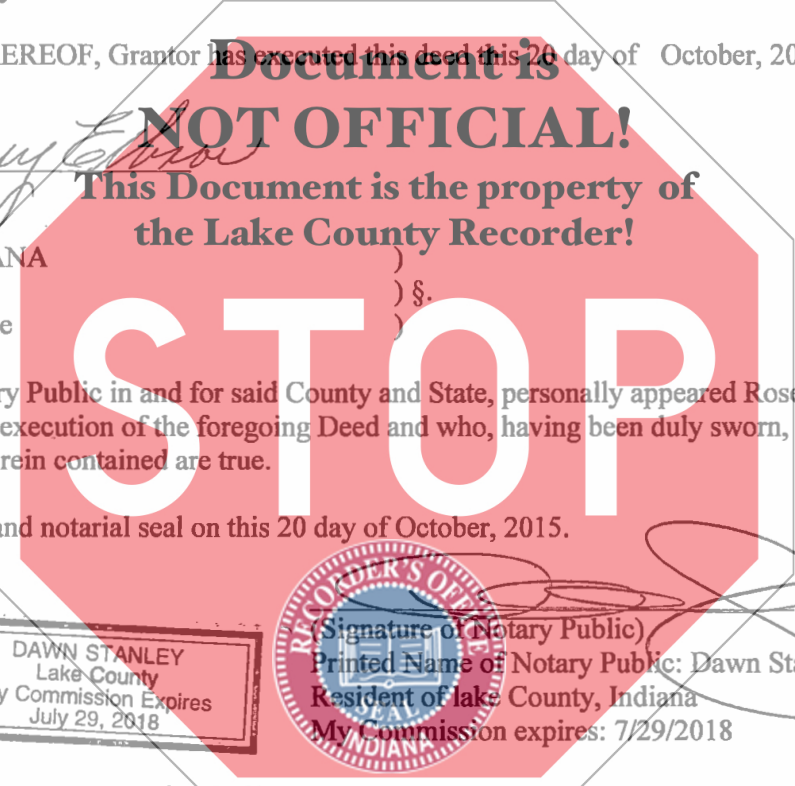 EREOF, Grantor has executed this deed this 20 day of October, 20
Document is
NOT OFFICIAL!
This Document is the property of
the Lake County Recorder!
ANA )
) §.
e )
STOP
ry Public in and for said County and State, personally appeared Rose
execution of the foregoing Deed and who, having been duly sworn,
rein contained are true.
and notarial seal on this 20 day of October, 2015.
RECORDER'S OFFICE
SEAL
INDIANA
(Signature of Notary Public)
Printed Name of Notary Public: Dawn Sta
Resident of lake County, Indiana
My Commission expires: 7/29/2018
DAWN STANLEY
Lake County
y Commission Expires
July 29, 2018